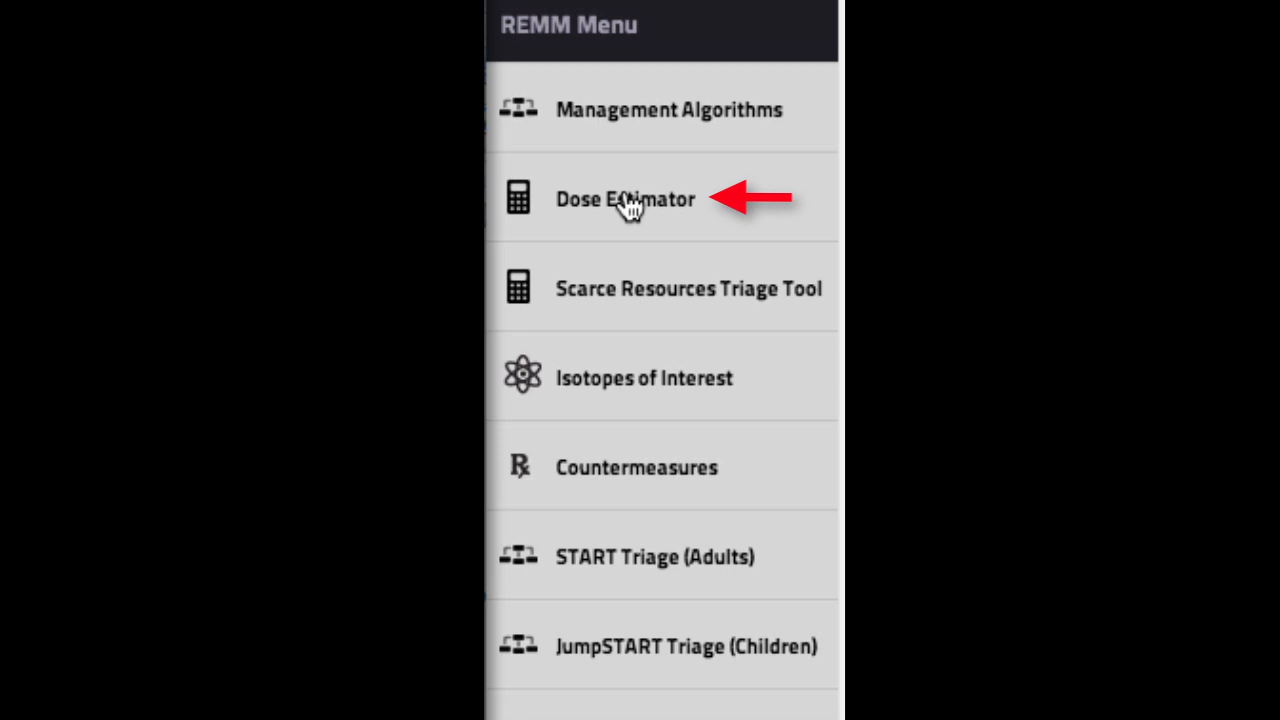 REMM Menu
Management Algorithms
Dose Estimator
Scarce Resources Triage Tool
Isotopes of Interest
Rx
Countermeasures
START Triage (Adults)
JumpSTART Triage (Children)